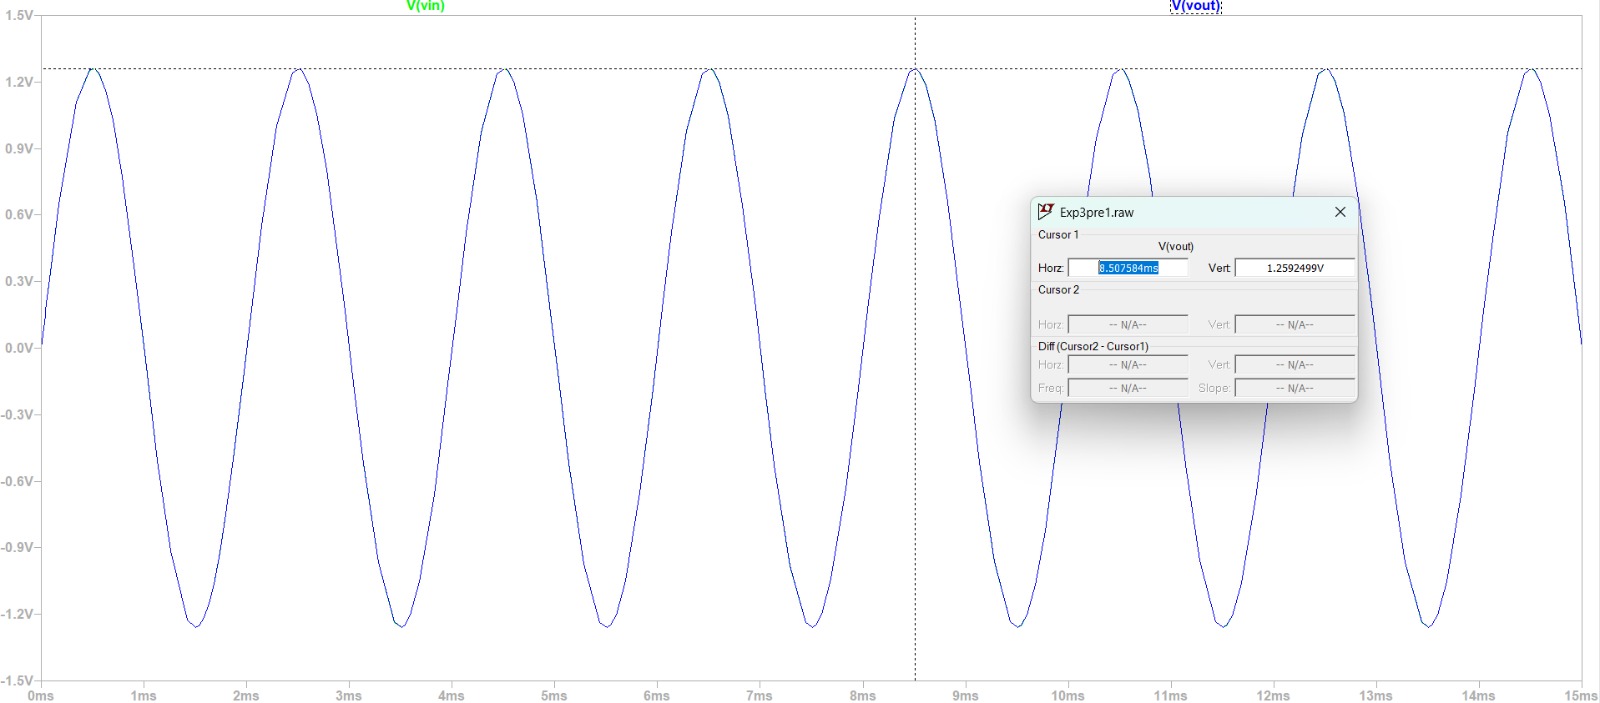 V(vin) V(vout)
1.5V
1.2V
0.9V
0.6V
0.3V
0.0V
-0.3V
-0.6V
-0.9V
-1.2V
-1.5V
0ms 1ms 2ms 3ms 4ms 5ms 6ms 7ms 8ms 9ms 10ms 11ms 12ms 13ms 14ms 15ms
Exp3pre1.raw
Cursor 1
V(vout)
Horz: 8.507584ms Vert: 1.2592499V
Cursor 2
Horz: -- N/A-- Vert: -- N/A--
Diff (Cursor2 - Cursor1)
Horz: -- N/A-- Vert: -- N/A--
Freq: -- N/A-- Slope: -- N/A--